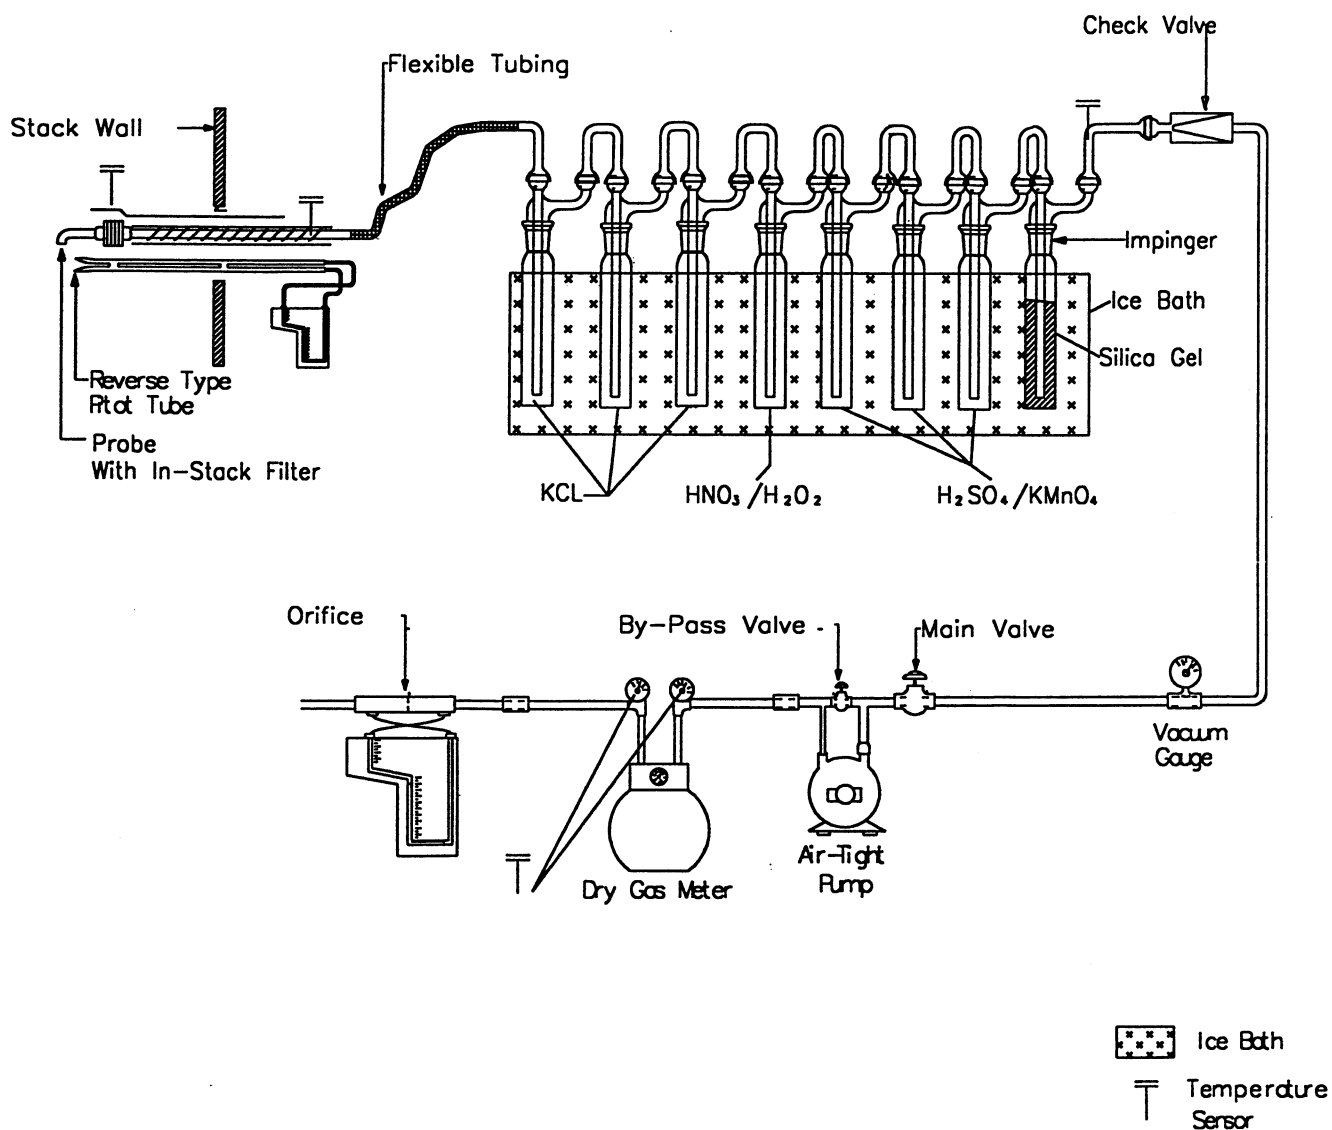 Check Valve
Flexible Tubing
Stack Wall
Impinger
Ice Bath
Silica Gel
Reverse Type
Pitot Tube
Probe
With In-Stack Filter
KCL
HNO₃/H₂O₂
H₂SO₄/KMnO₄
Orifice
By-Pass Valve
Main Valve
Vacuum
Gauge
Air-Tight
Pump
Dry Gas Meter
Ice Bath
Temperature
Sensor